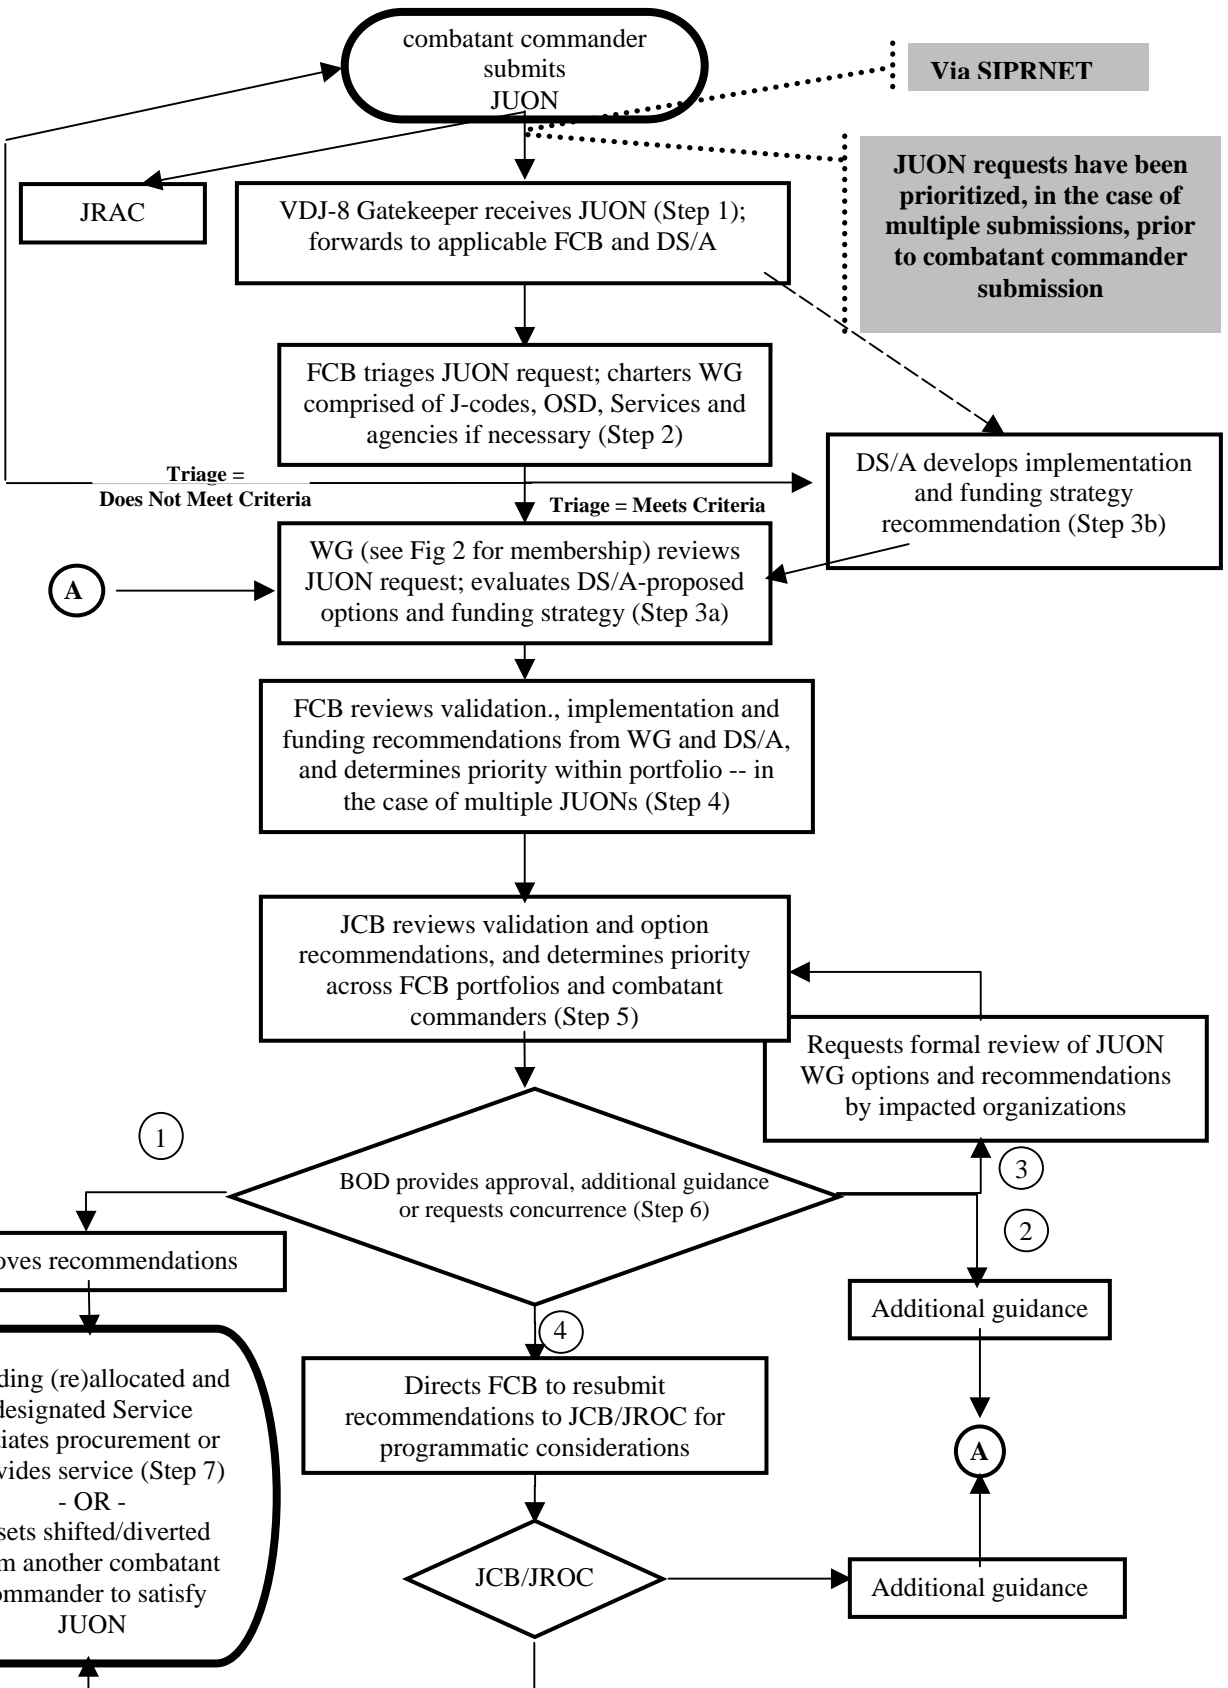 combatant commander
submits
JUON
Via SIPRNET
JUON requests have been
prioritized, in the case of
multiple submissions, prior
to combatant commander
submission
JRAC
VDJ-8 Gatekeeper receives JUON (Step 1);
forwards to applicable FCB and DS/A
FCB triages JUON request; charters WG
comprised of J-codes, OSD, Services and
agencies if necessary (Step 2)
Triage =
Does Not Meet Criteria
Triage = Meets Criteria
DS/A develops implementation
and funding strategy
recommendation (Step 3b)
A
WG (see Fig 2 for membership) reviews
JUON request; evaluates DS/A-proposed
options and funding strategy (Step 3a)
FCB reviews validation., implementation and
funding recommendations from WG and DS/A,
and determines priority within portfolio -- in
the case of multiple JUONs (Step 4)
JCB reviews validation and option
recommendations, and determines priority
across FCB portfolios and combatant
commanders (Step 5)
Requests formal review of JUON
WG options and recommendations
by impacted organizations
1
BOD provides approval, additional guidance
or requests concurrence (Step 6)
3
2
oves recommendations
Additional guidance
4
ding (re)allocated and
designated Service
tiates procurement or
vides service (Step 7)
- OR -
sets shifted/diverted
m another combatant
ommander to satisfy
JUON
Directs FCB to resubmit
recommendations to JCB/JROC for
programmatic considerations
A
JCB/JROC
Additional guidance